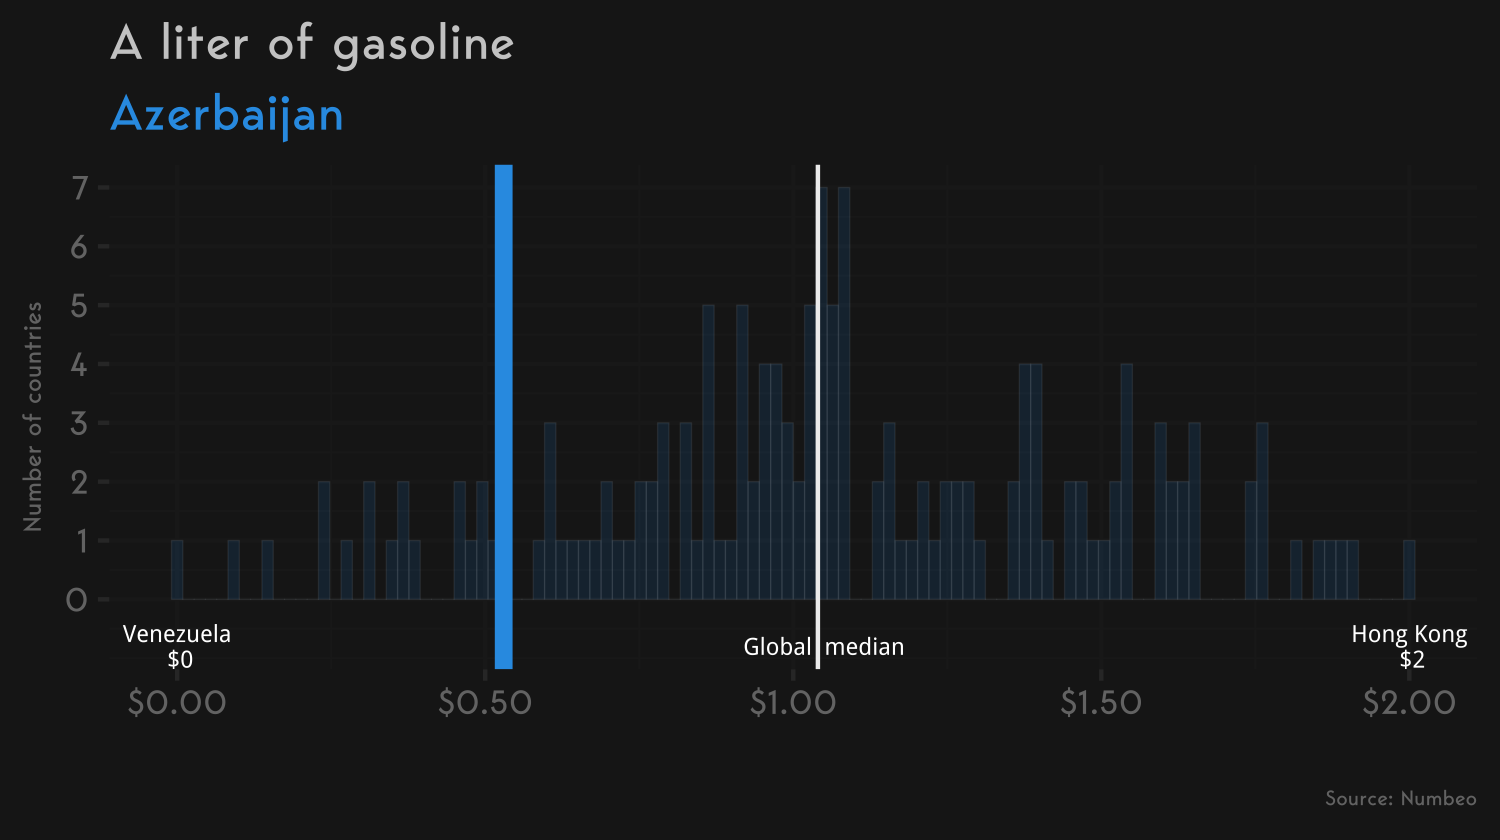 A liter of gasoline
Azerbaijan
Number of countries
7
6
5
4
3
2
1
0
Venezuela
$0
Global median
Hong Kong
$2
$0.00 $0.50 $1.00 $1.50 $2.00
Source: Numbeo